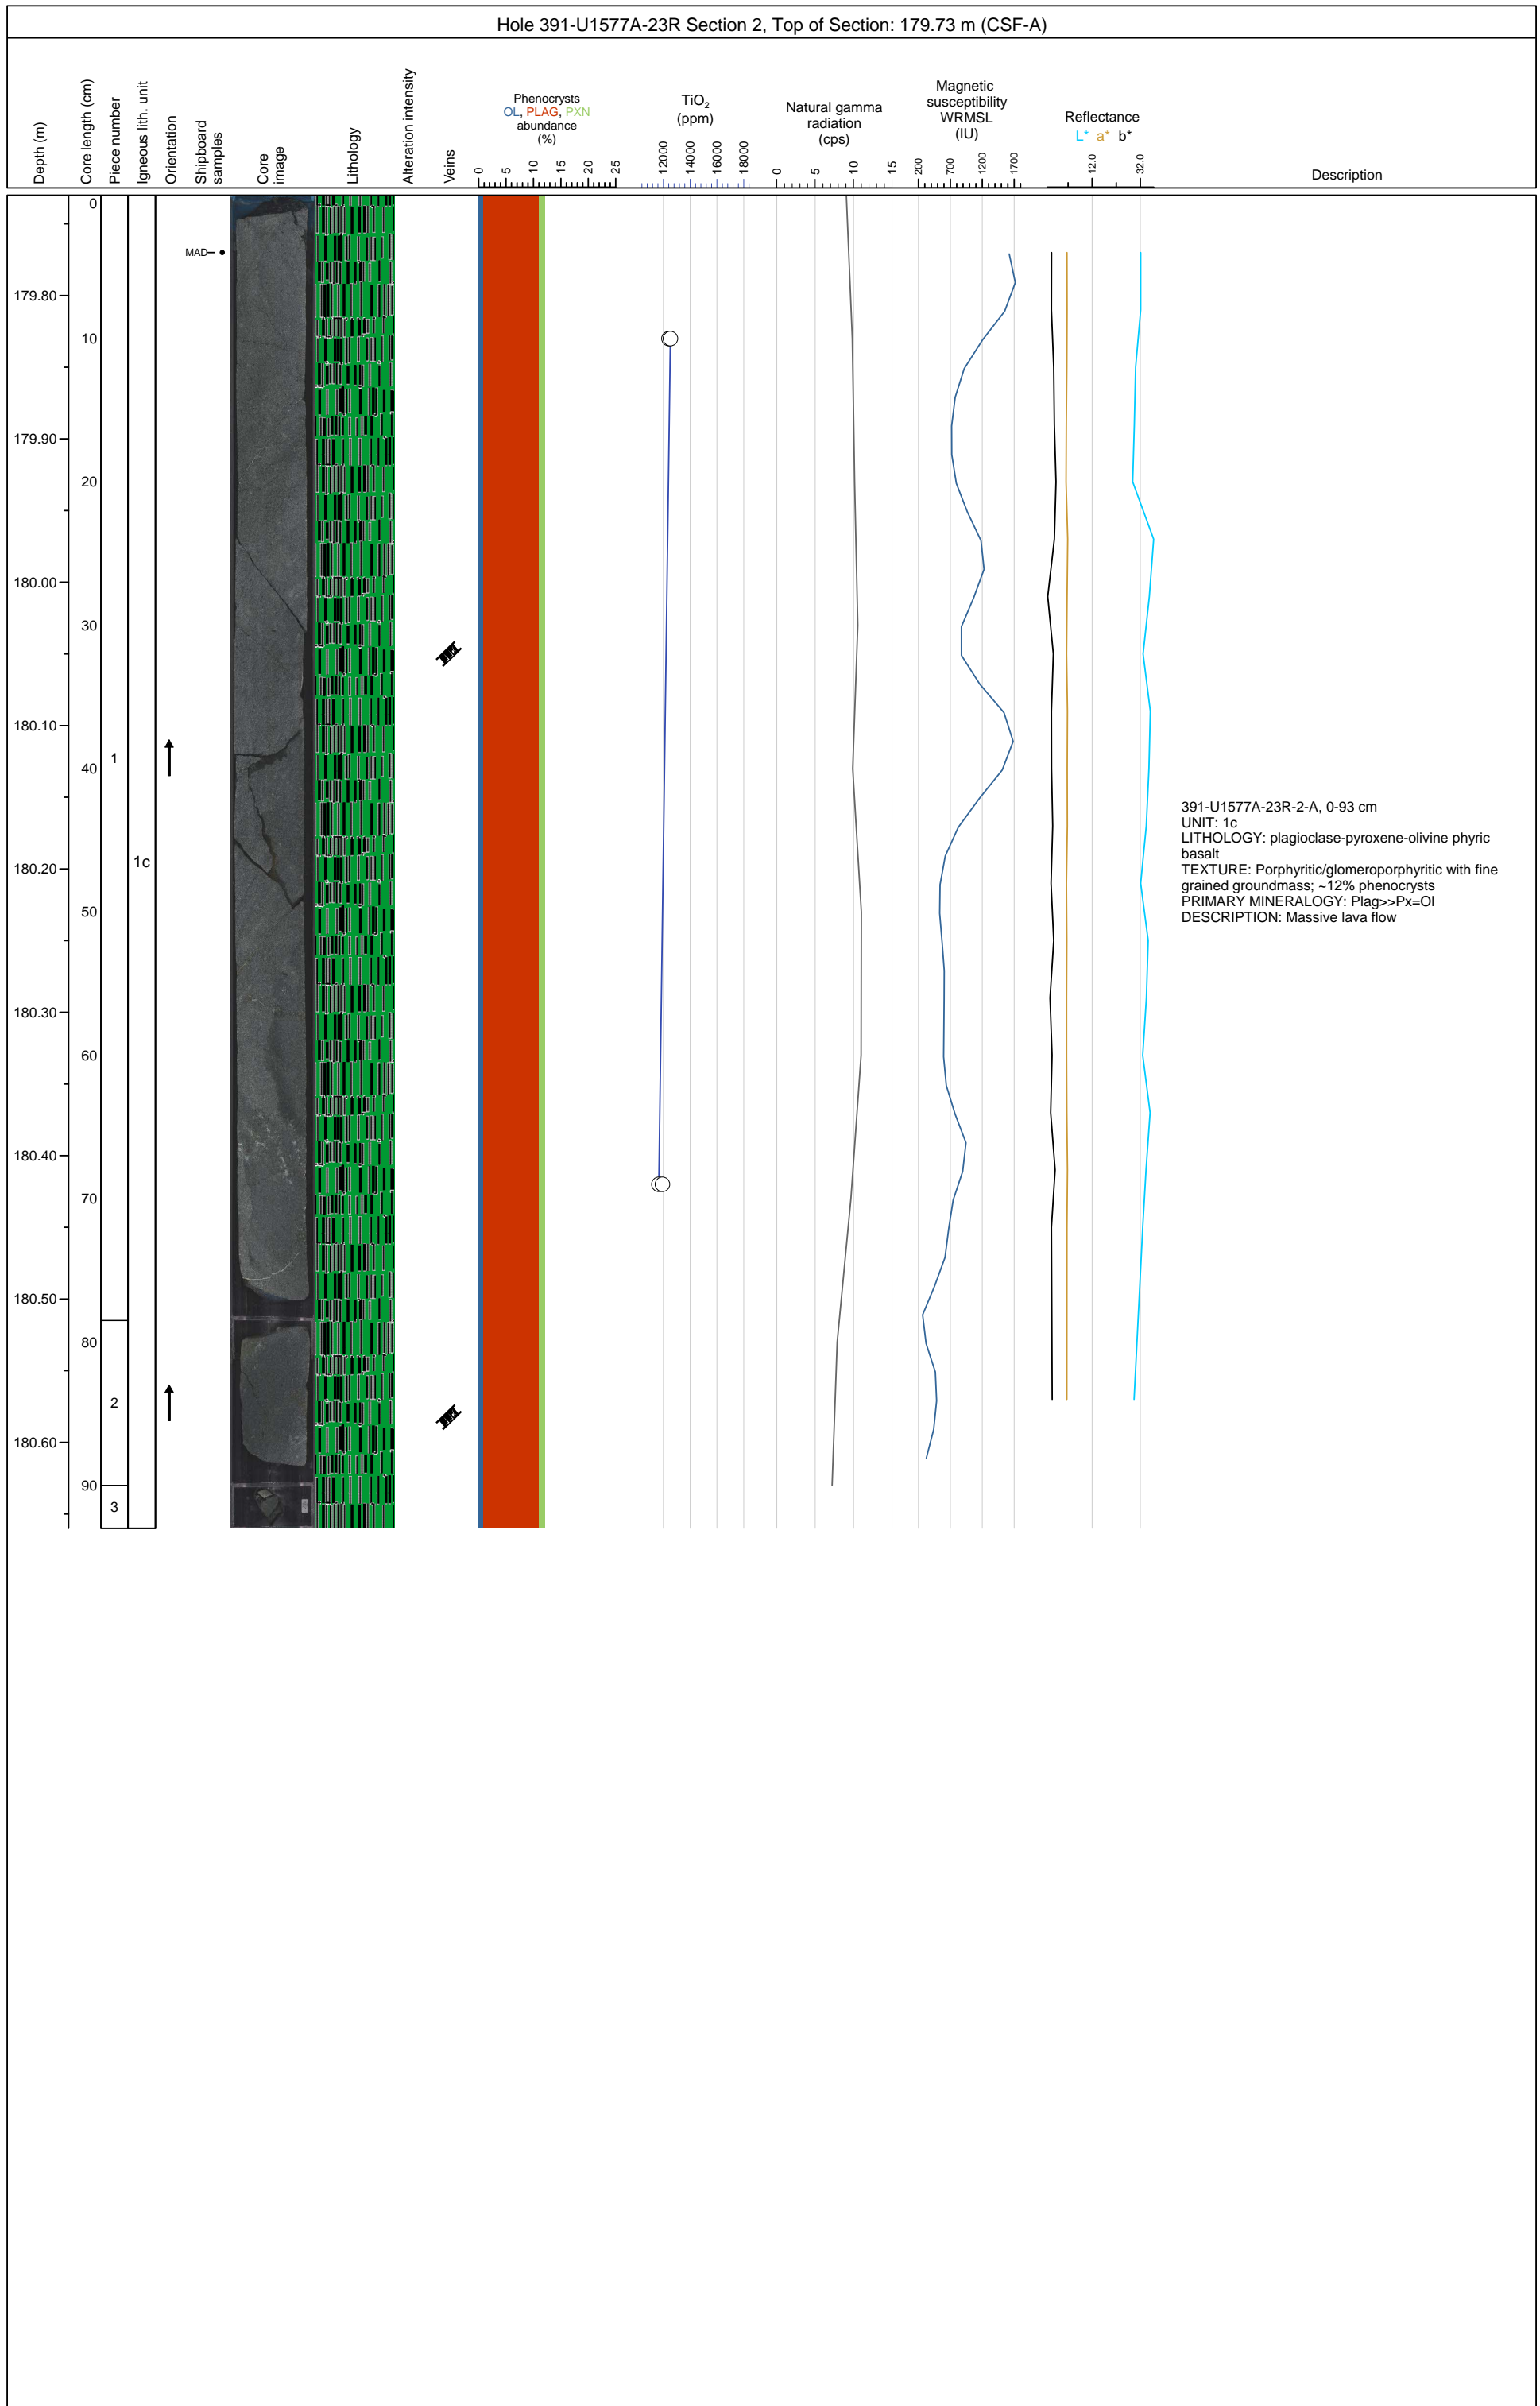 Hole 391-U1577A-23R Section 2, Top of Section: 179.73 m (CSF-A)
Depth (m)
Core length (cm)
Piece number
Igneous lith. unit
Orientation
Shipboard
samples
Core
image
Lithology
Alteration intensity
Veins
Phenocrysts
OL, PLAG, PXN
abundance
(%)
0 5 10 15 20 25
TiO2
(ppm)
12000 14000 16000 18000
Natural gamma
radiation
(cps)
0 5 10 15
Magnetic
susceptibility
WRMSL
(IU)
200 700 1200 1700
Reflectance
L* a* b*
12.0 32.0
Description
0
MAD
179.80
10
179.90
20
180.00
30
180.10
1
40
1c
180.20
50
180.30
60
180.40
70
180.50
80
2
180.60
90
3
391-U1577A-23R-2-A, 0-93 cm
UNIT: 1c
LITHOLOGY: plagioclase-pyroxene-olivine phyric
basalt
TEXTURE: Porphyritic/glomeroporphyritic with fine
grained groundmass; ~12% phenocrysts
PRIMARY MINERALOGY: Plag>>Px=Ol
DESCRIPTION: Massive lava flow